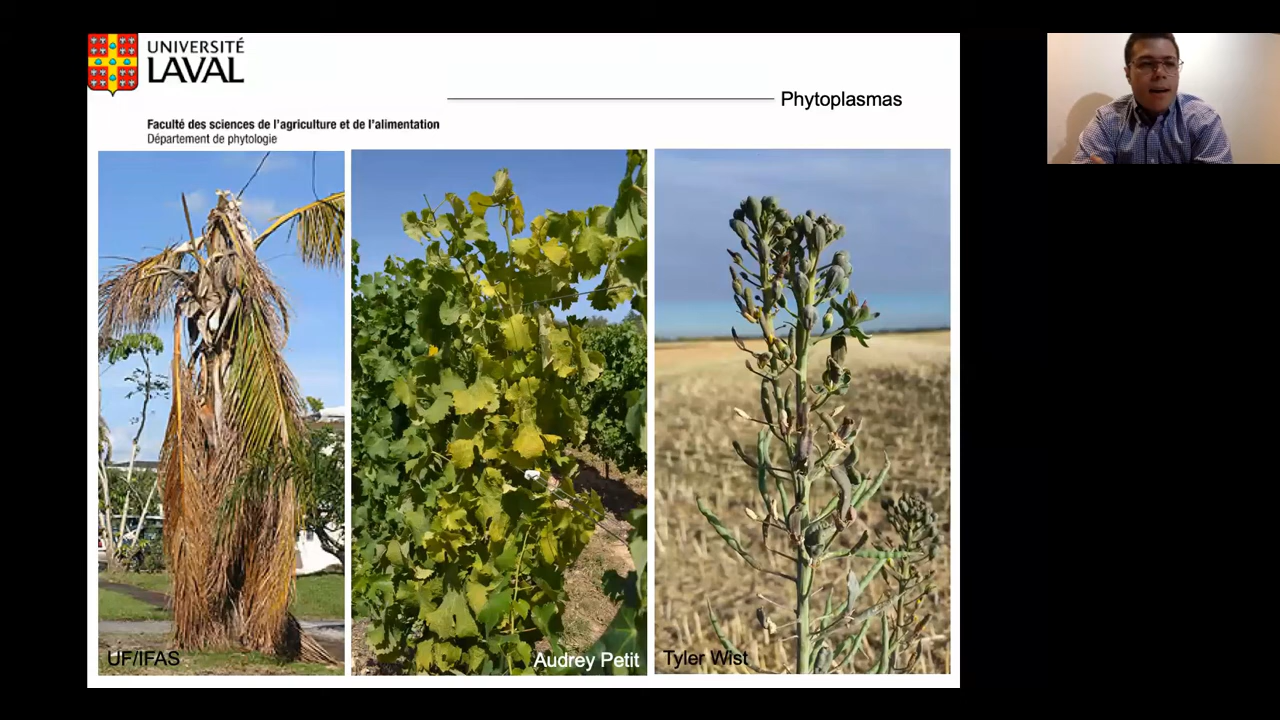 UNIVERSITÉ
LAVAL
Phytoplasmas
Faculté des sciences de l'agriculture et de l'alimentation
Département de phytologie
UF/IFAS
Audrey Petit
Tyler Wist